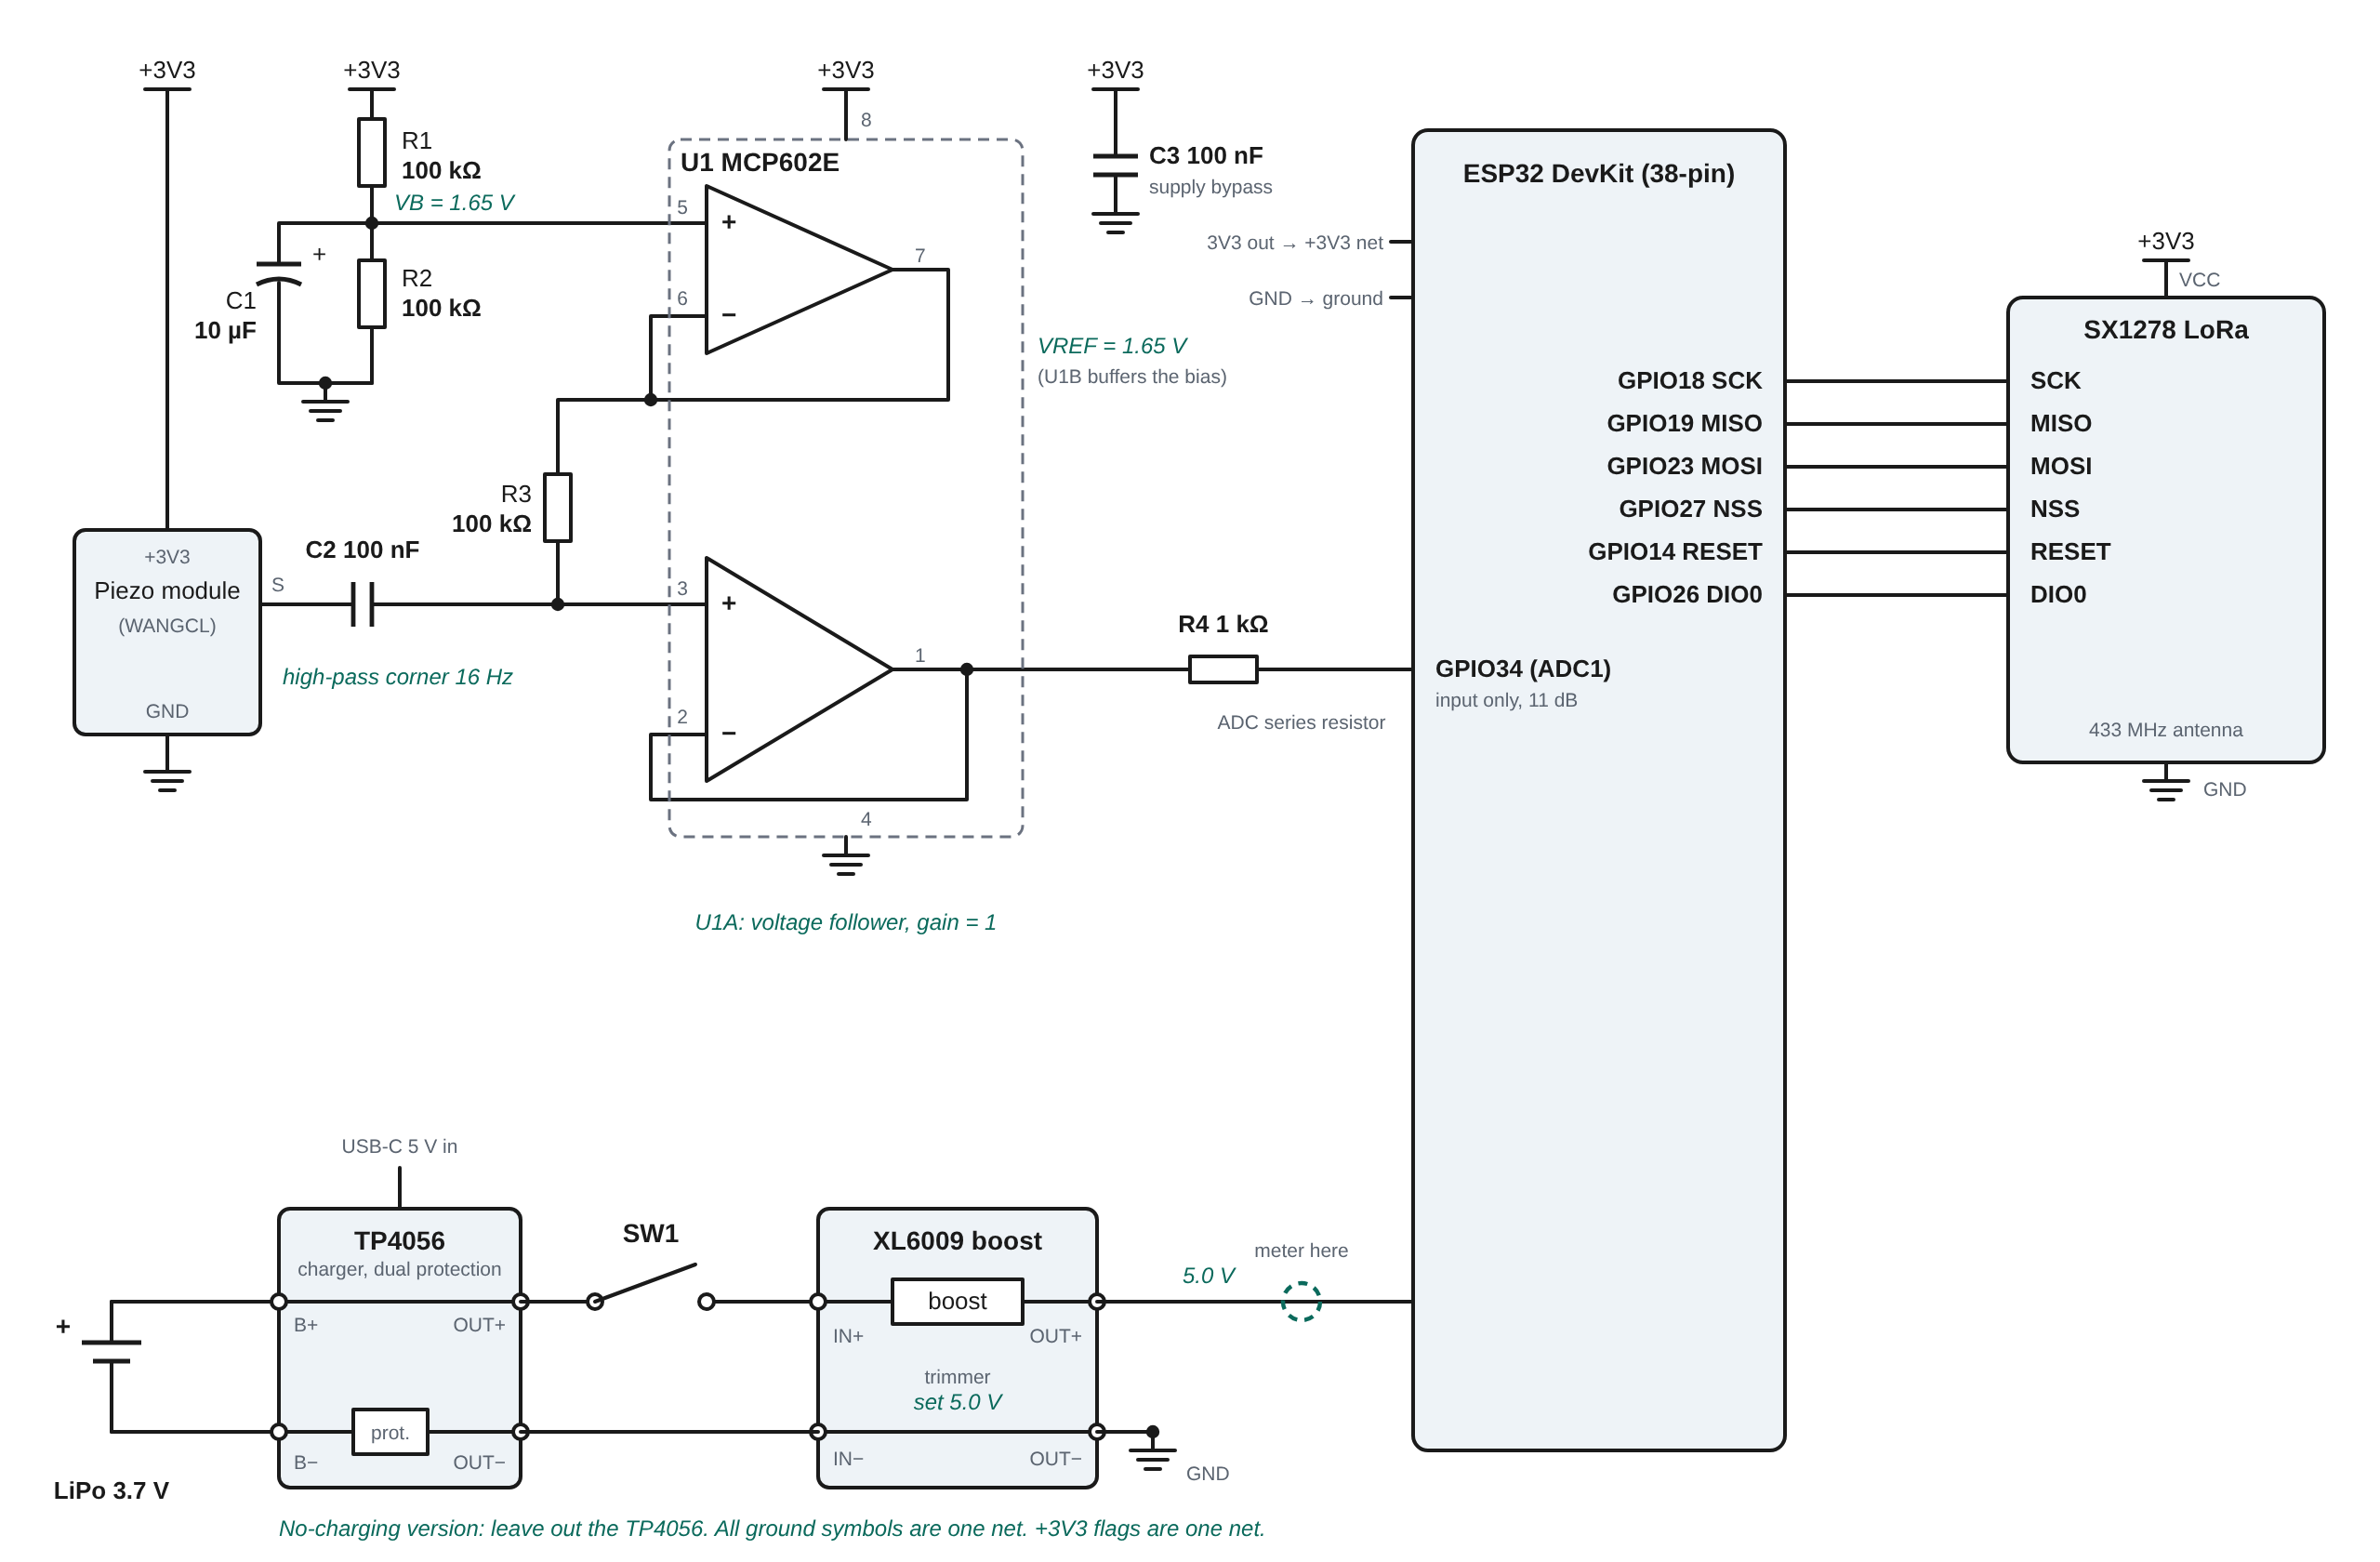 +3V3
+3V3
+3V3
+3V3
8
R1
100 kΩ
VB = 1.65 V
U1 MCP602E
C3 100 nF
supply bypass
ESP32 DevKit (38-pin)
5
+
7
6
−
+
R2
100 kΩ
C1
10 µF
3V3 out → +3V3 net
GND → ground
VREF = 1.65 V
(U1B buffers the bias)
+3V3
VCC
SX1278 LoRa
GPIO18 SCK
SCK
GPIO19 MISO
MISO
GPIO23 MOSI
MOSI
GPIO27 NSS
NSS
GPIO14 RESET
RESET
GPIO26 DIO0
DIO0
R3
100 kΩ
C2 100 nF
+3V3
Piezo module
(WANGCL)
GND
S
high-pass corner 16 Hz
3
+
1
2
−
4
R4 1 kΩ
ADC series resistor
GPIO34 (ADC1)
input only, 11 dB
433 MHz antenna
GND
U1A: voltage follower, gain = 1
USB-C 5 V in
TP4056
charger, dual protection
SW1
XL6009 boost
meter here
5.0 V
boost
+
B+
OUT+
IN+
OUT+
trimmer
set 5.0 V
prot.
B−
OUT−
IN−
OUT−
GND
LiPo 3.7 V
No-charging version: leave out the TP4056. All ground symbols are one net. +3V3 flags are one net.